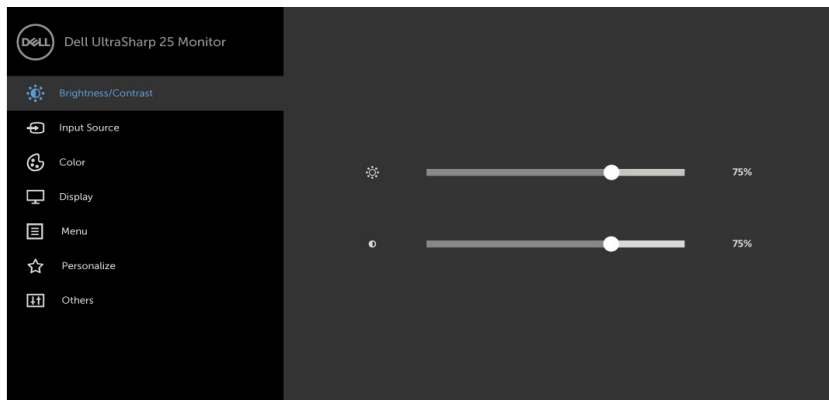 DELL
Dell UltraSharp 25 Monitor
Brightness/Contrast
Input Source
Color
75%
Display
Menu
75%
Personalize
Others